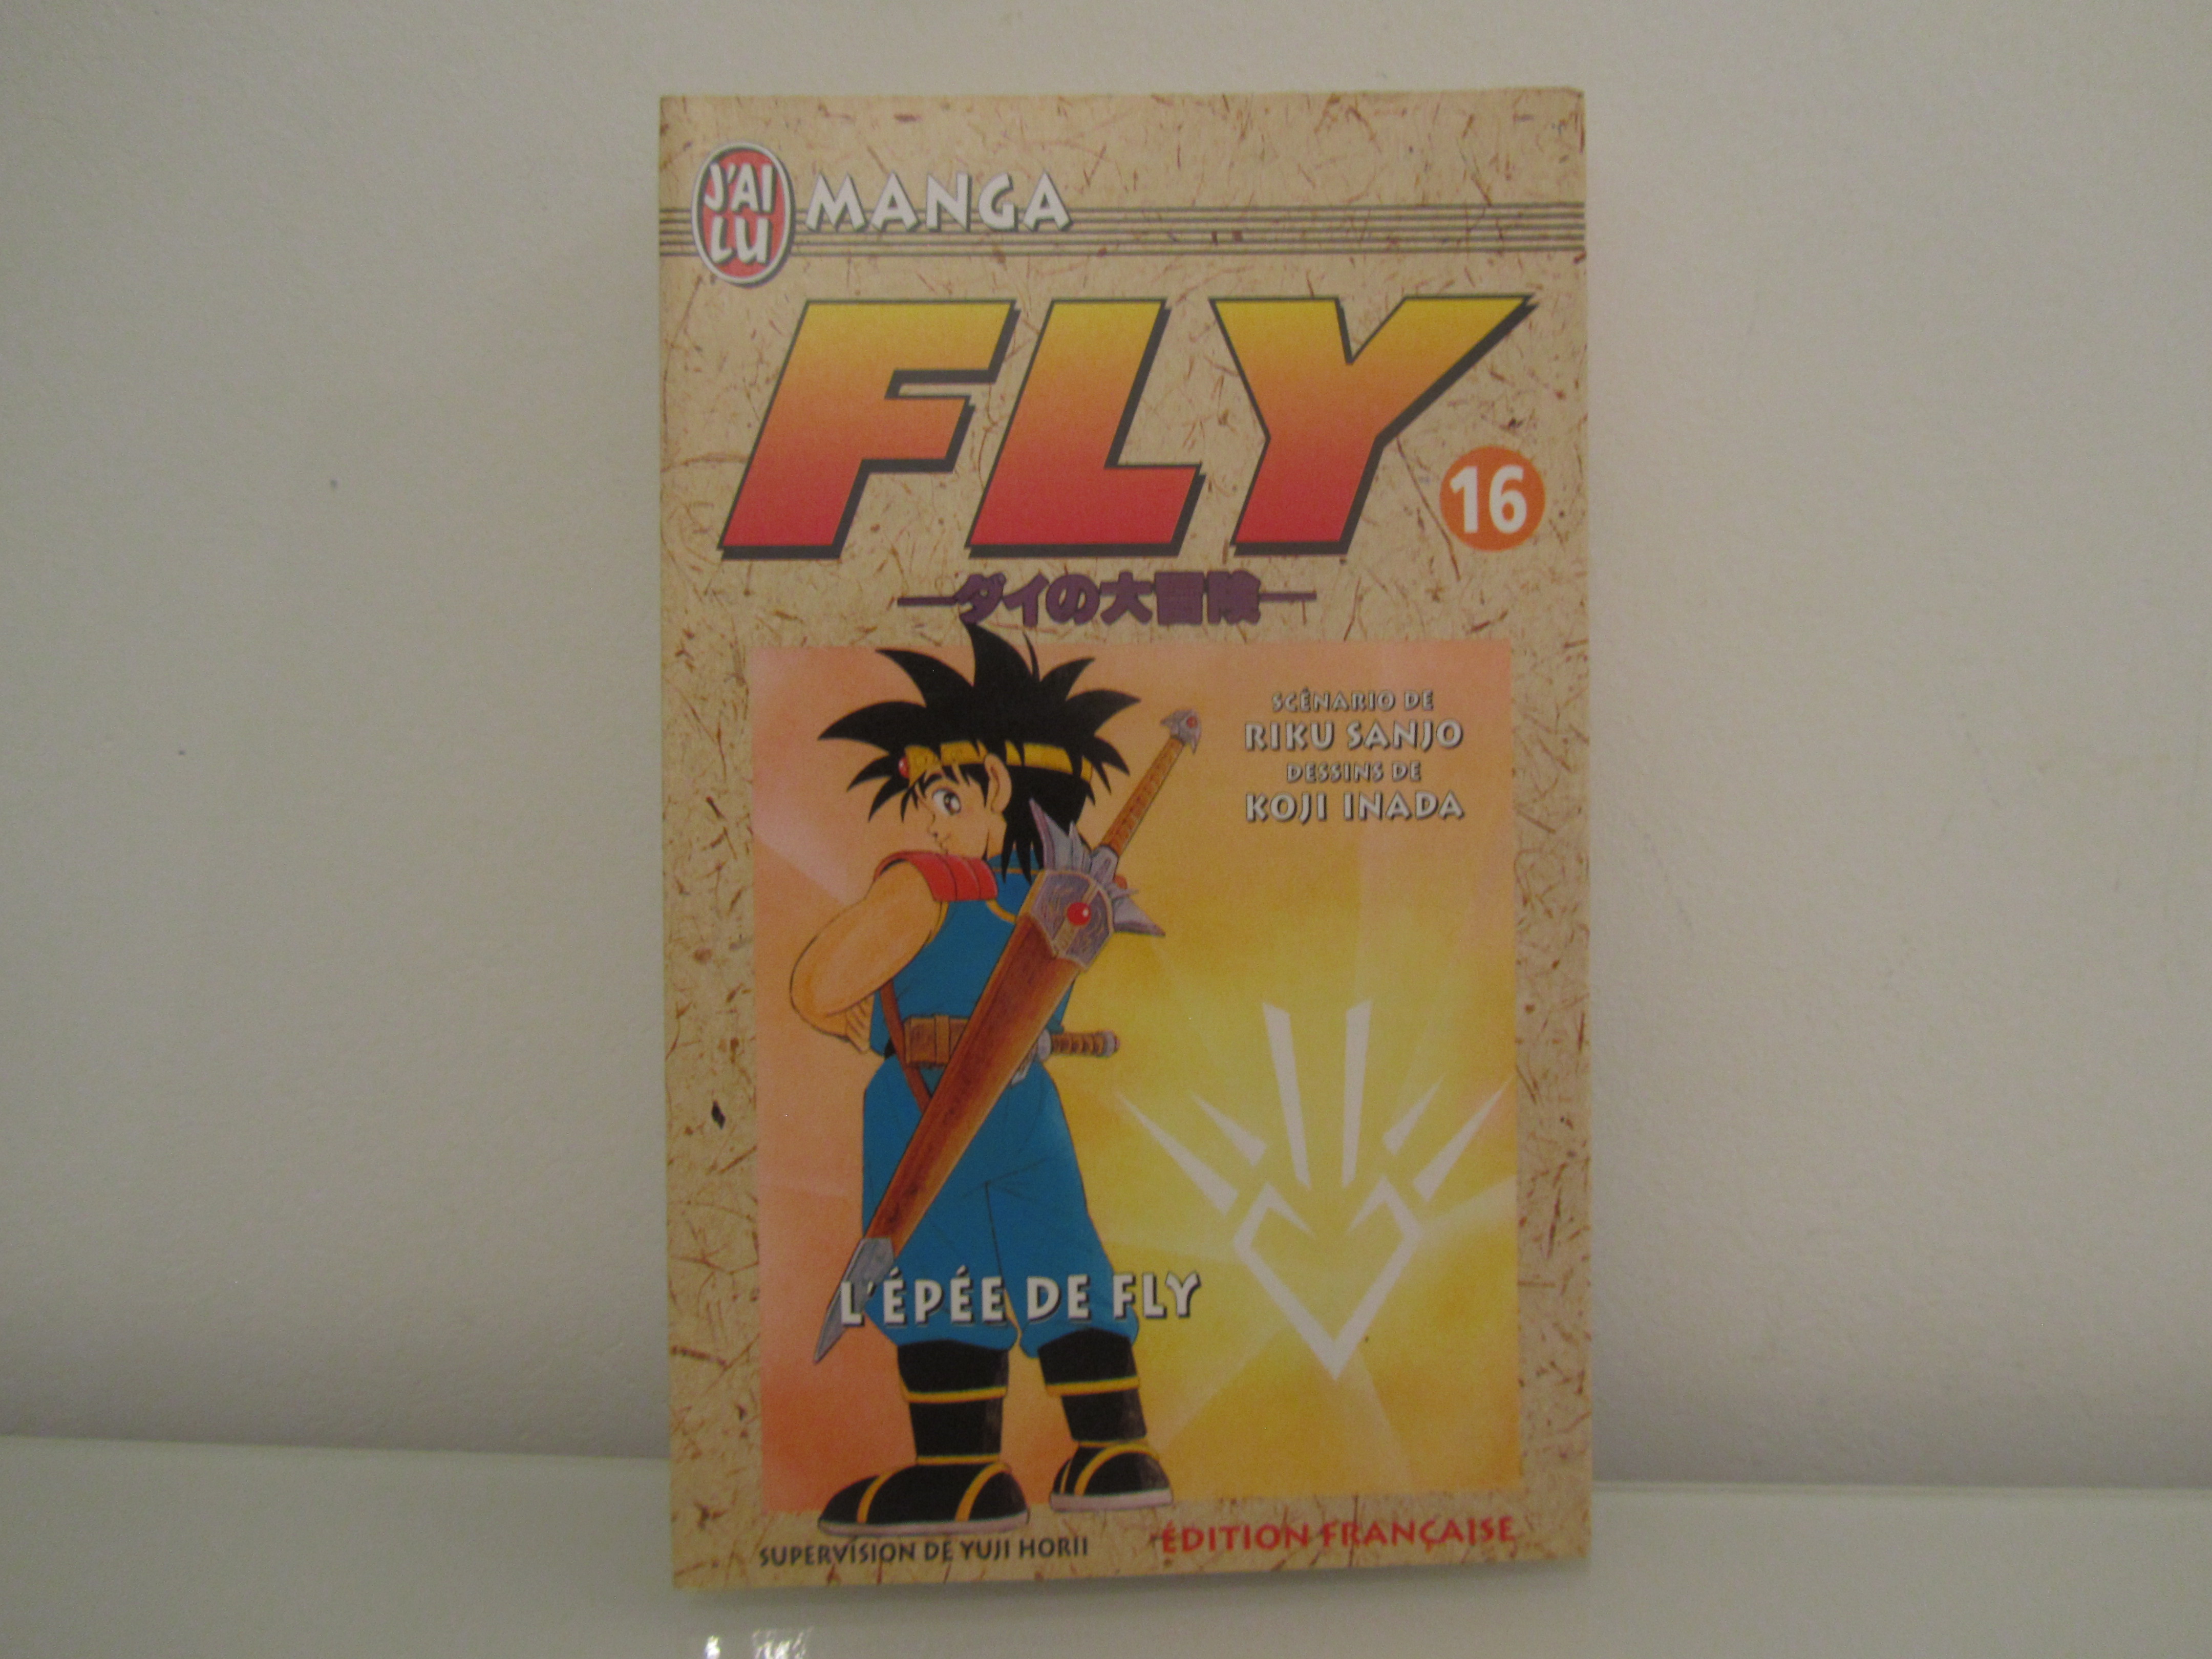 J'AI
LU
MANGA
FLY
16
ダイの大冒険
SCÉNARIO DE
RIKU SANJO
DESSINS DE
KOJI INADA
L'ÉPÉE DE FLY
SUPERVISION DE YUJI HORII
ÉDITION FRANÇAISE